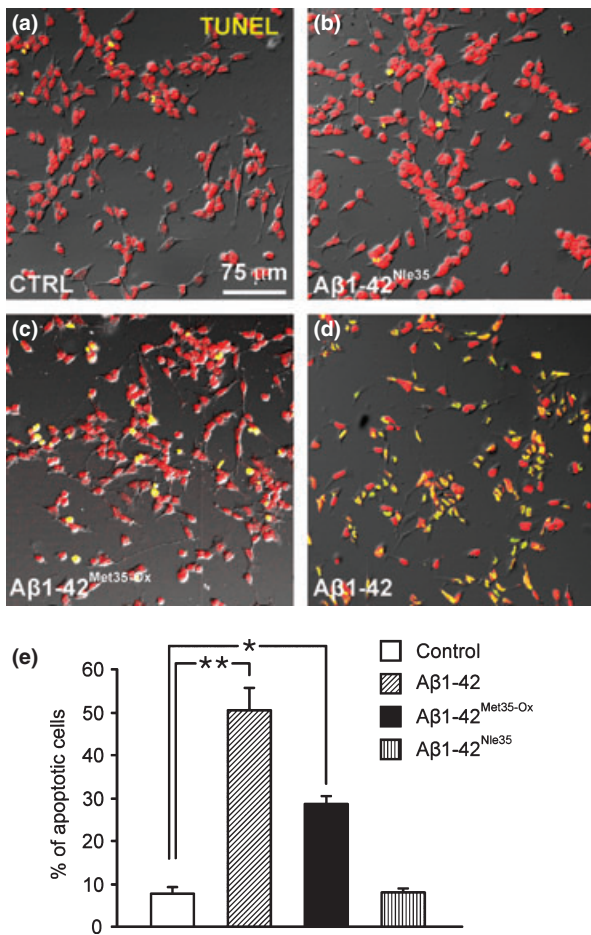 (a)
TUNEL
CTRL
75 µm
(b)
Aβ1-42^Nle35
(c)
Aβ1-42^Met35-Ox
(d)
Aβ1-42
(e)
*
**
% of apoptotic cells
60
50
40
30
20
10
0
Control
Aβ1-42
Aβ1-42^Met35-Ox
Aβ1-42^Nle35